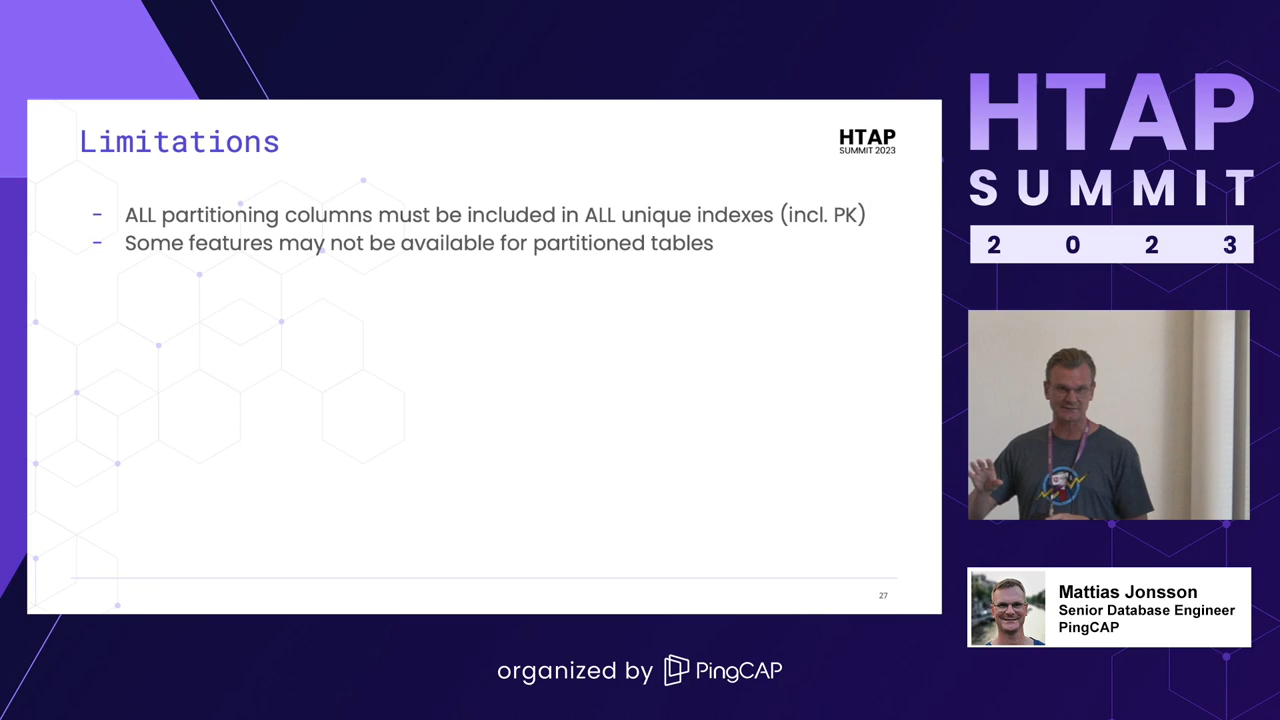 Limitations
HTAP
SUMMIT 2023
- ALL partitioning columns must be included in ALL unique indexes (incl. PK)
- Some features may not be available for partitioned tables
27
HTAP
SUMMIT
2 0 2 3
Mattias Jonsson
Senior Database Engineer
PingCAP
organized by PingCAP